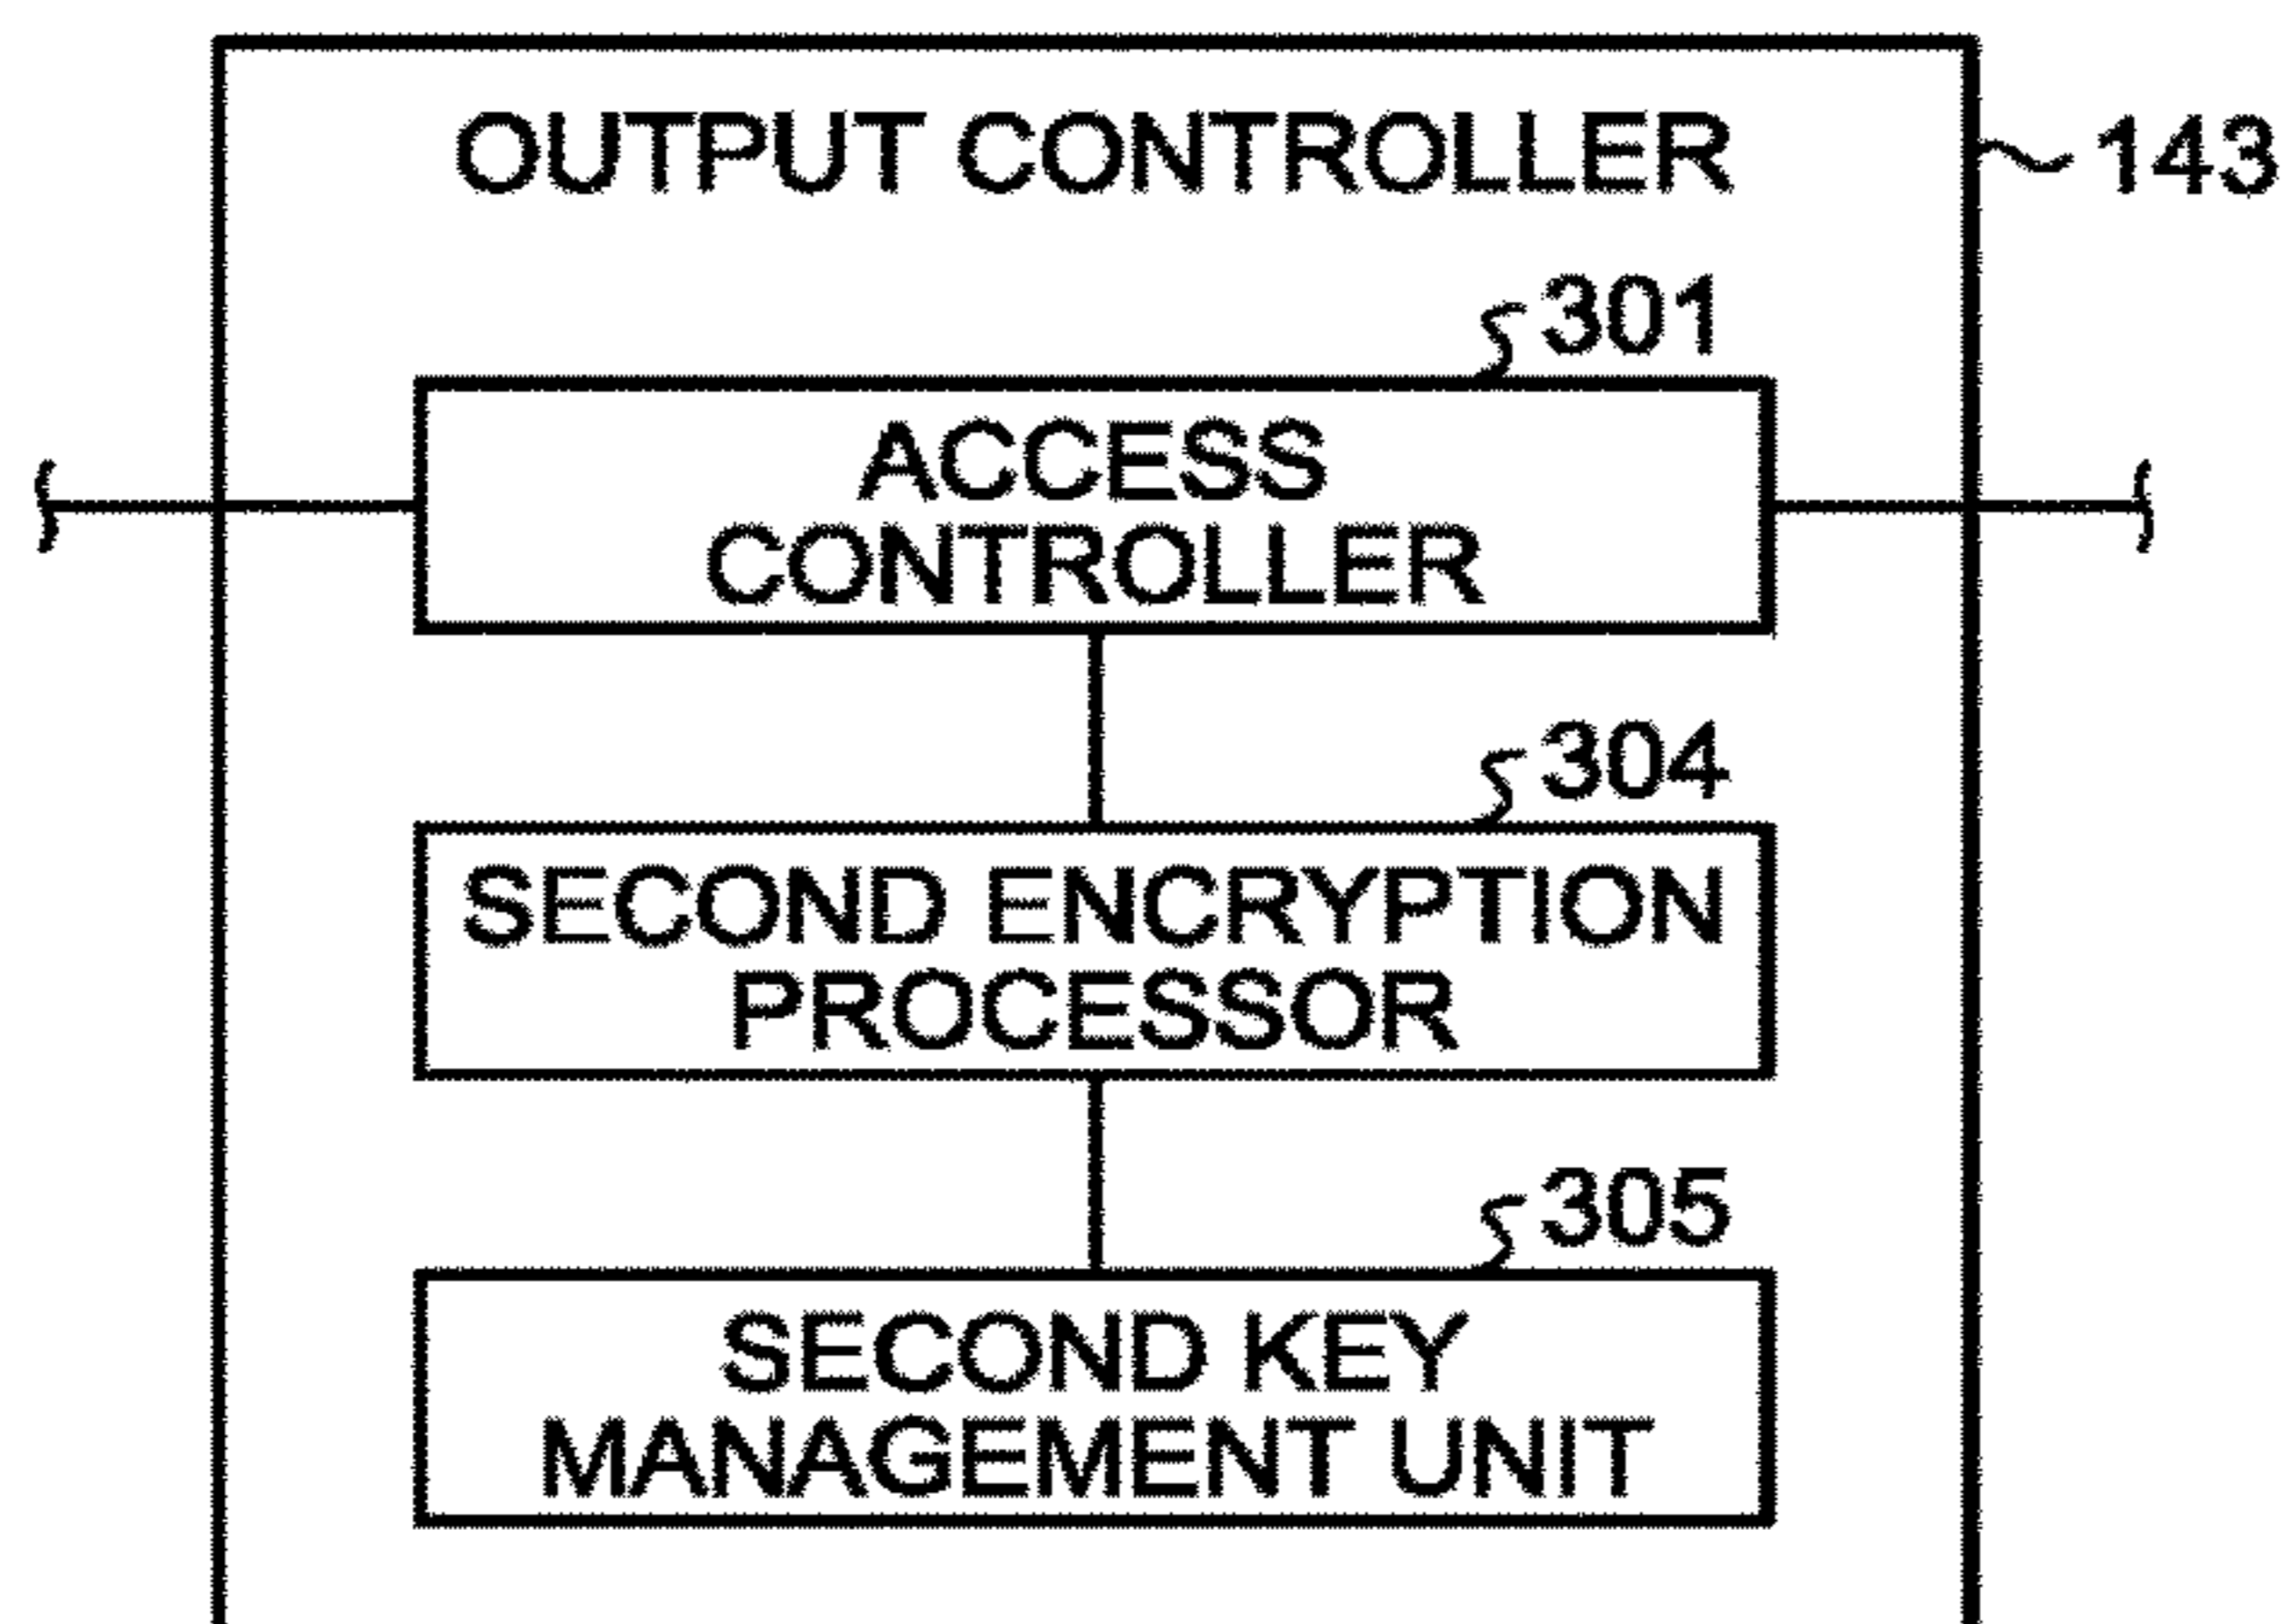 OUTPUT CONTROLLER
143
301
ACCESS
CONTROLLER
304
SECOND ENCRYPTION
PROCESSOR
305
SECOND KEY
MANAGEMENT UNIT